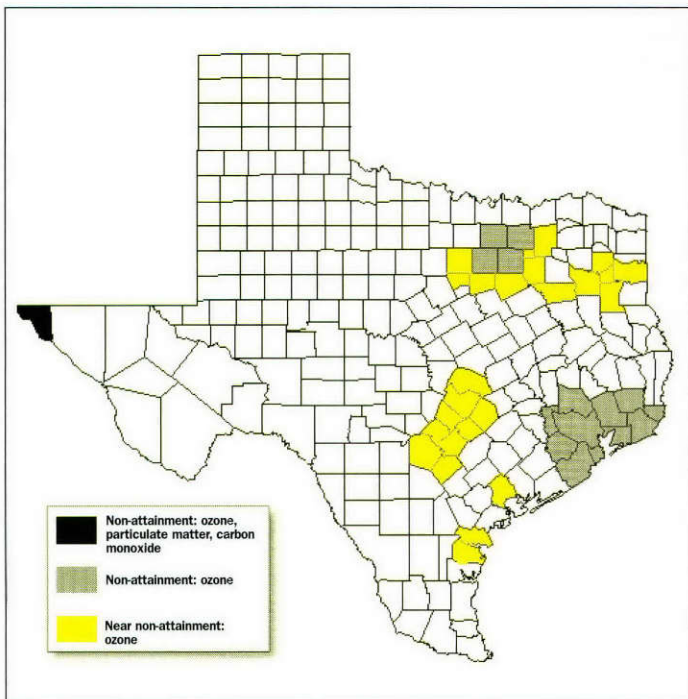 Non-attainment: ozone,
particulate matter, carbon
monoxide
Non-attainment: ozone
Near non-attainment:
ozone